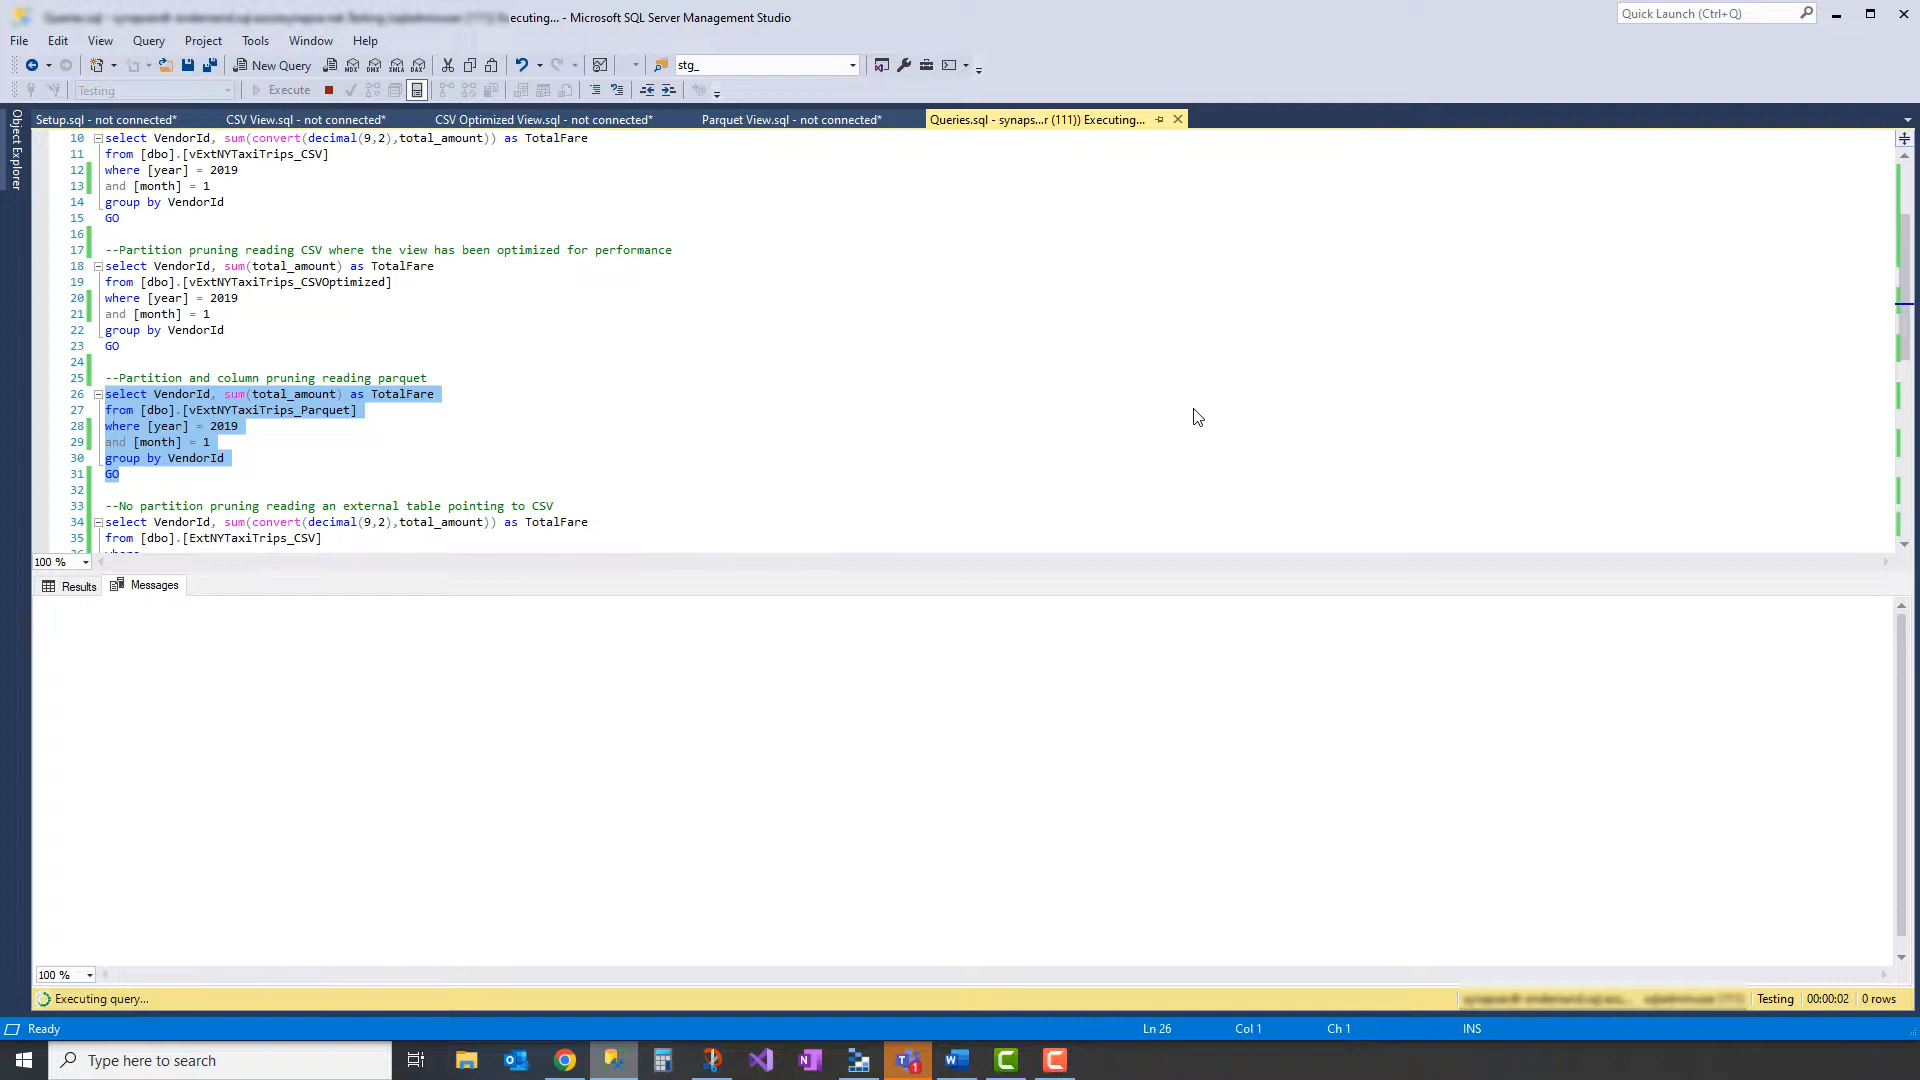 ecuting... - Microsoft SQL Server Management Studio
Quick Launch (Ctrl+Q)
File Edit View Query Project Tools Window Help
New Query
MDX DMX XMLA DAX
stg_
Testing
Execute
Object Explorer
Setup.sql - not connected* CSV View.sql - not connected* CSV Optimized View.sql - not connected* Parquet View.sql - not connected* Queries.sql - synaps...r (111)) Executing...
10 select VendorId, sum(convert(decimal(9,2),total_amount)) as TotalFare
11 from [dbo].[vExtNYTaxiTrips_CSV]
12 where [year] = 2019
13 and [month] = 1
14 group by VendorId
15 GO
16
17 --Partition pruning reading CSV where the view has been optimized for performance
18 select VendorId, sum(total_amount) as TotalFare
19 from [dbo].[vExtNYTaxiTrips_CSVOptimized]
20 where [year] = 2019
21 and [month] = 1
22 group by VendorId
23 GO
24
25 --Partition and column pruning reading parquet
26 select VendorId, sum(total_amount) as TotalFare
27 from [dbo].[vExtNYTaxiTrips_Parquet]
28 where [year] = 2019
29 and [month] = 1
30 group by VendorId
31 GO
32
33 --No partition pruning reading an external table pointing to CSV
34 select VendorId, sum(convert(decimal(9,2),total_amount)) as TotalFare
35 from [dbo].[ExtNYTaxiTrips_CSV]
36 where
100 %
Results Messages
100 %
Executing query... Testing 00:00:02 0 rows
Ready Ln 26 Col 1 Ch 1 INS
Type here to search